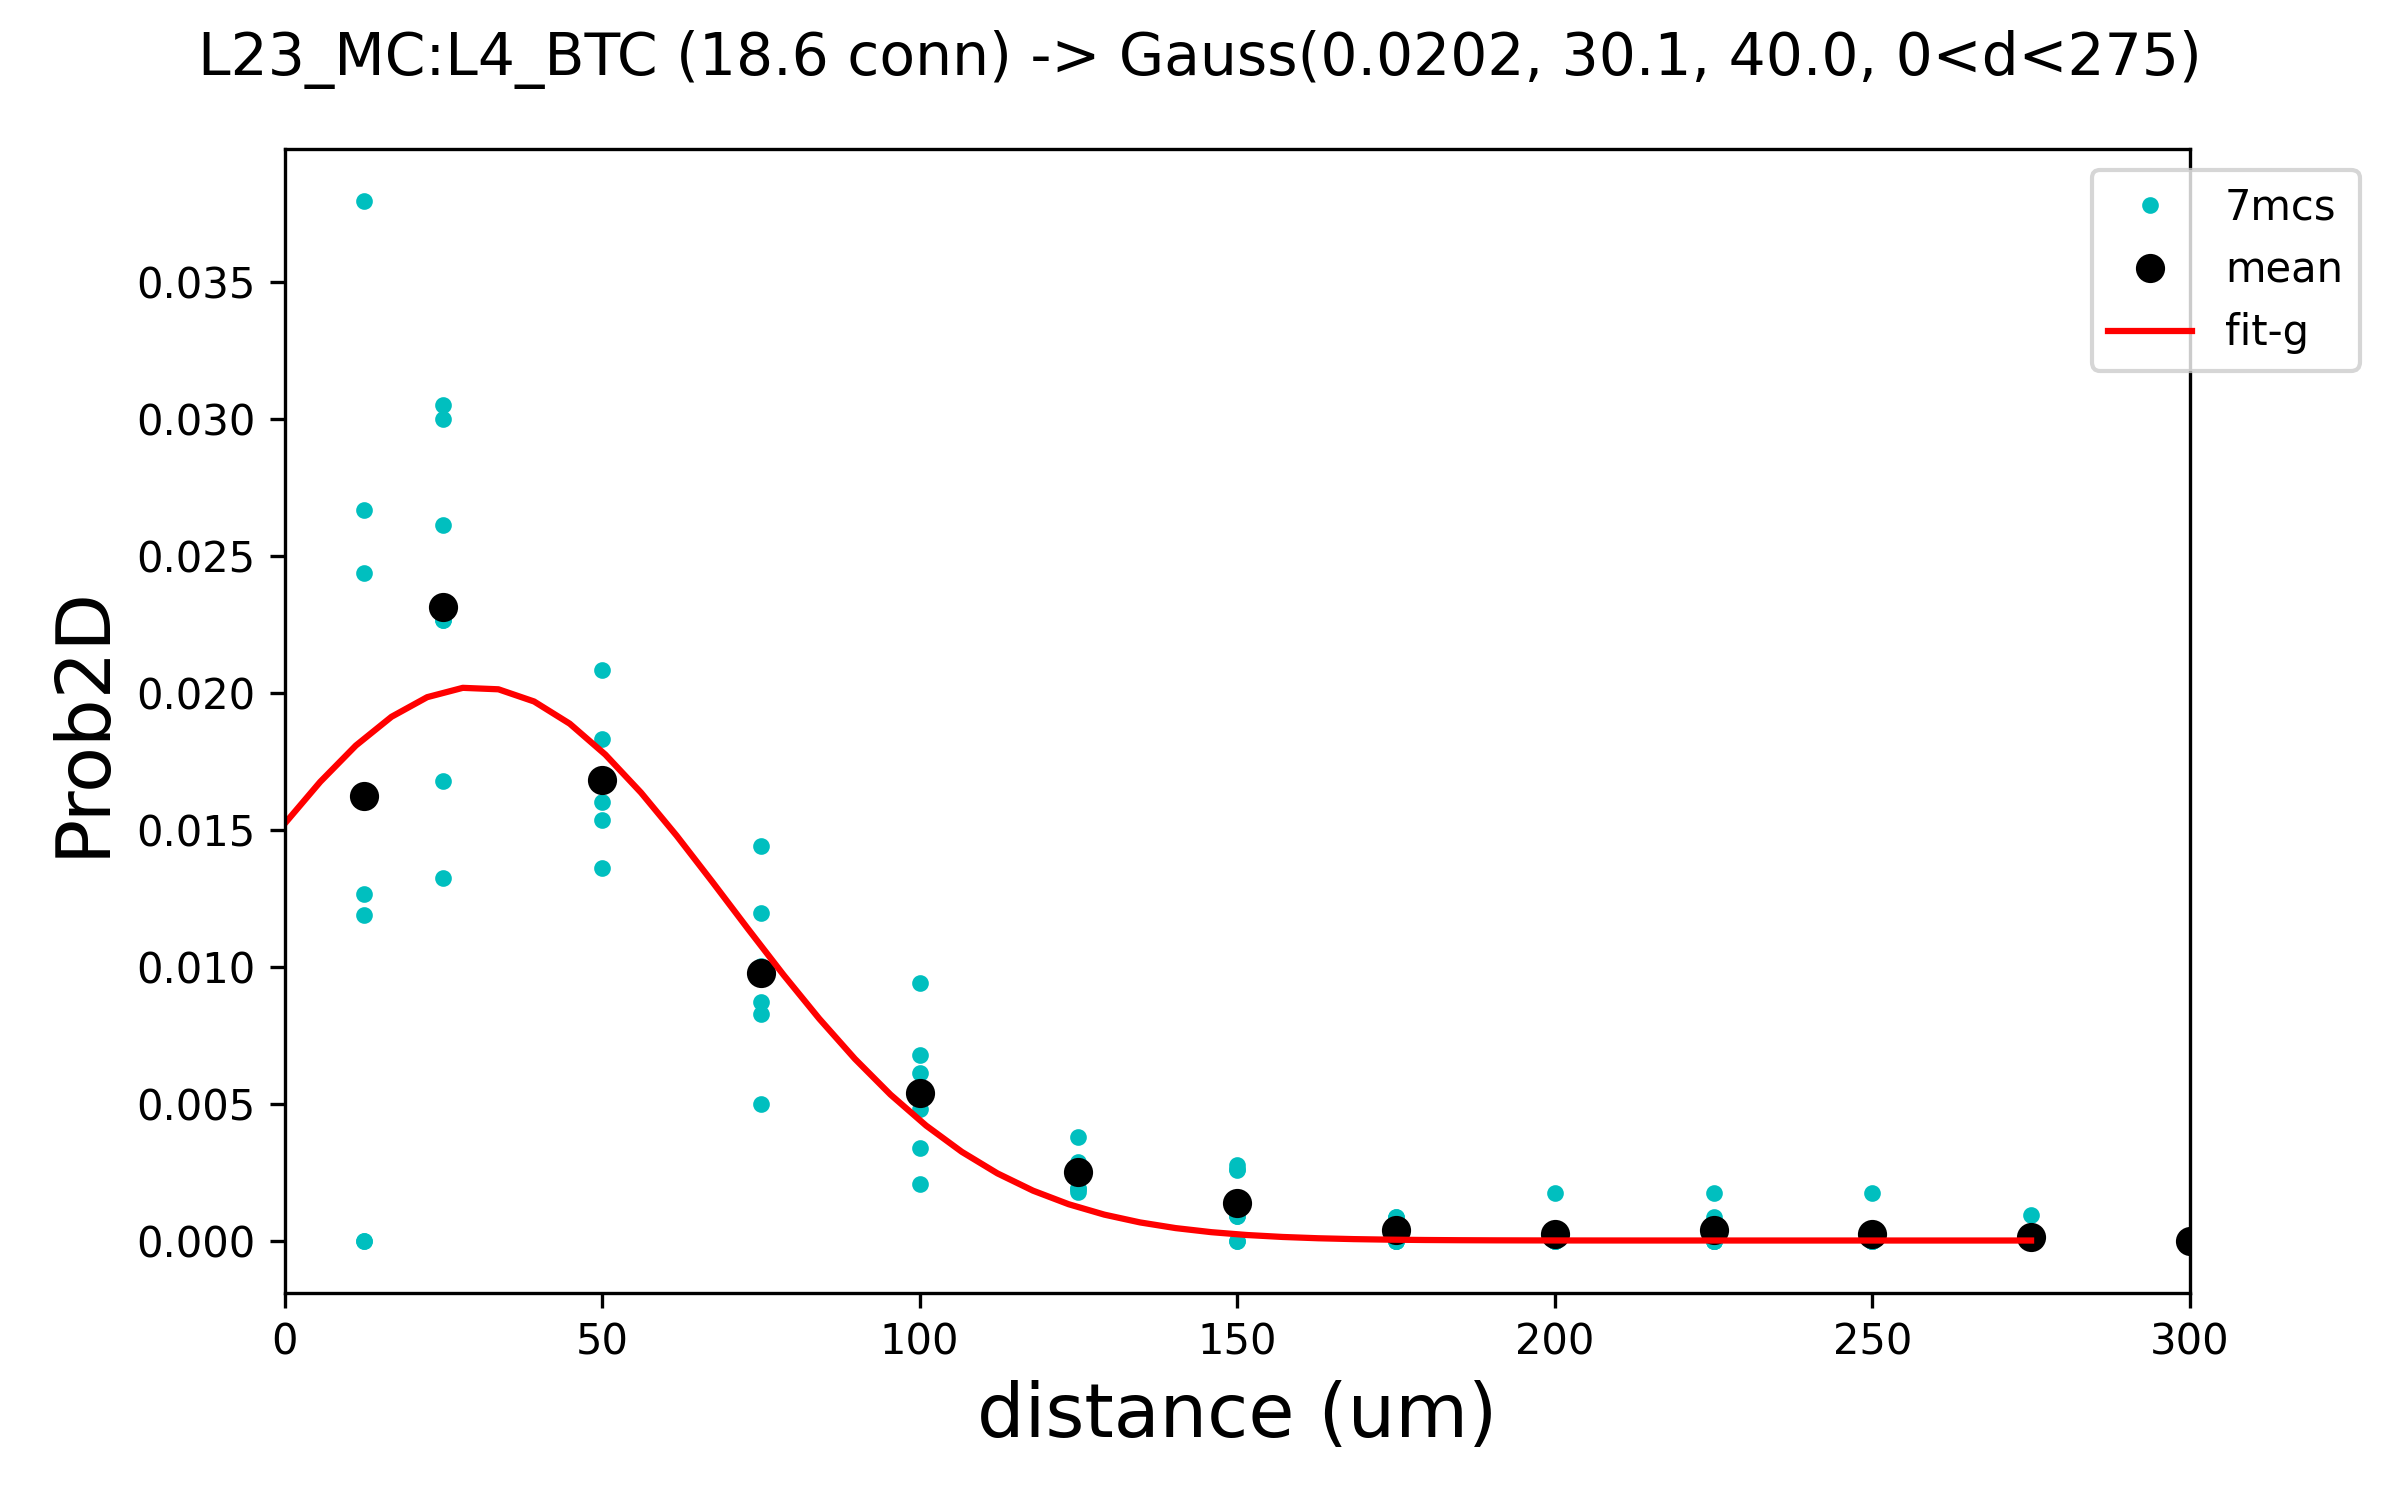 L23_MC:L4_BTC (18.6 conn) -> Gauss(0.0202, 30.1, 40.0, 0<d<275)
7mcs
mean
fit-g
Prob2D
0.035
0.030
0.025
0.020
0.015
0.010
0.005
0.000
0 50 100 150 200 250 300
distance (um)